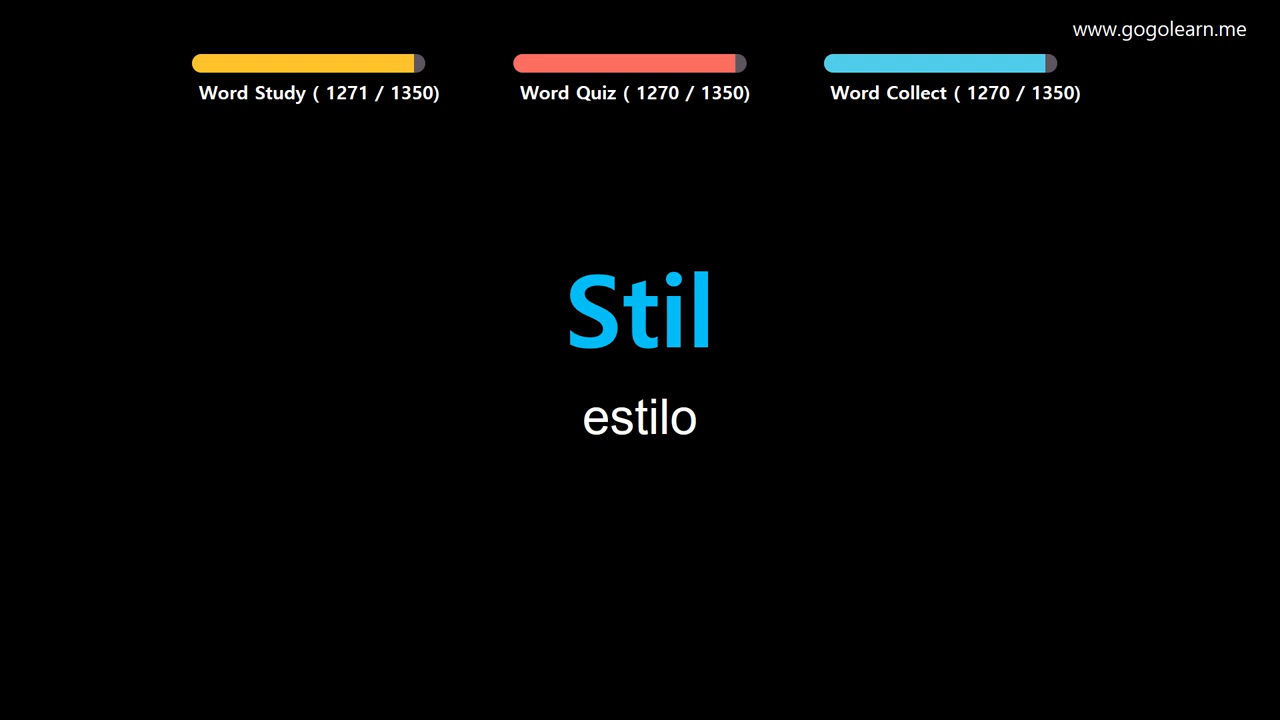 www.gogolearn.me
Word Study ( 1271 / 1350)
Word Quiz ( 1270 / 1350)
Word Collect ( 1270 / 1350)
Stil
estilo